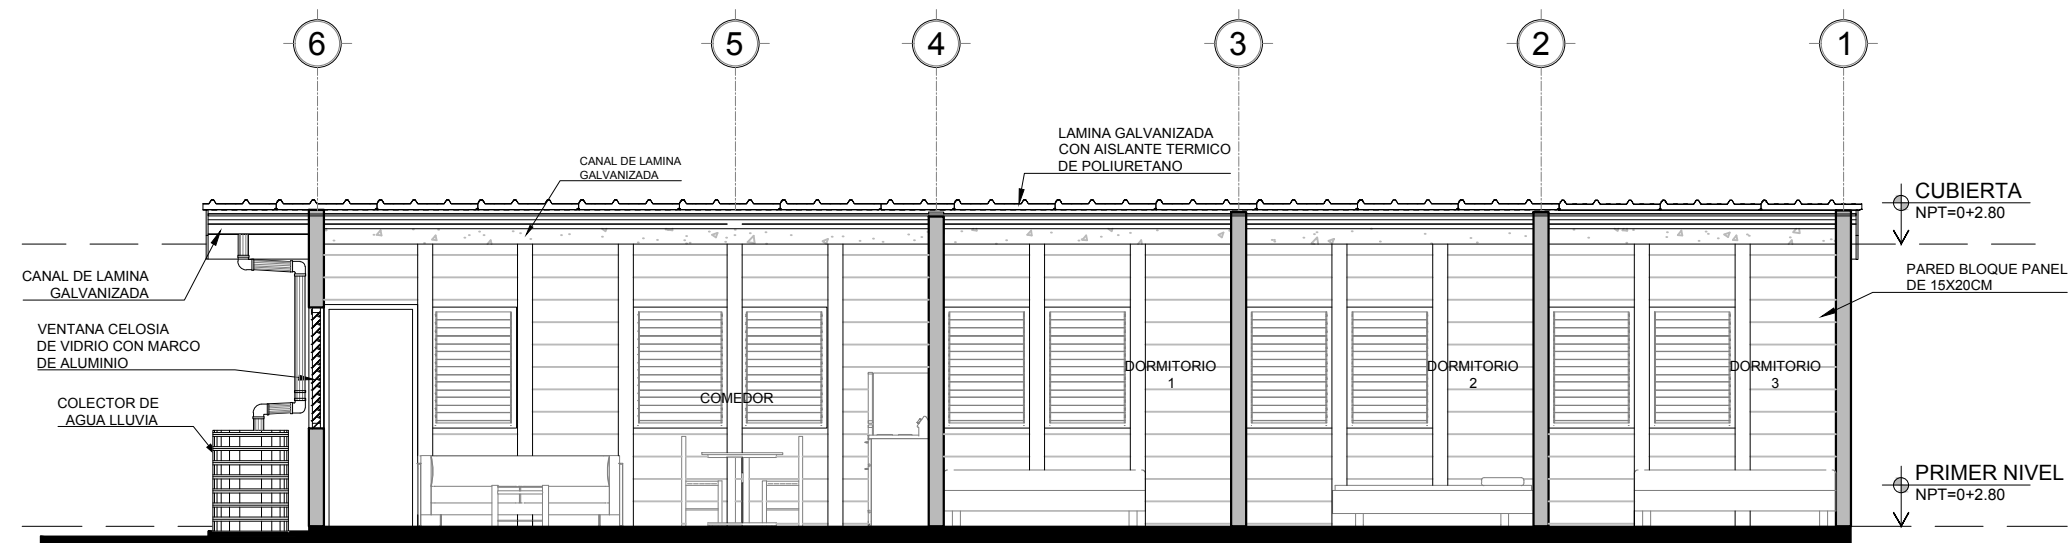 6
5
4
3
2
1
LAMINA GALVANIZADA
CON AISLANTE TERMICO
DE POLIURETANO
CANAL DE LAMINA
GALVANIZADA
CUBIERTA
NPT=0+2.80
CANAL DE LAMINA
GALVANIZADA
PARED BLOQUE PANEL
DE 15X20CM
VENTANA CELOSIA
DE VIDRIO CON MARCO
DE ALUMINIO
COLECTOR DE
AGUA LLUVIA
COMEDOR
DORMITORIO
1
DORMITORIO
2
DORMITORIO
3
PRIMER NIVEL
NPT=0+2.80